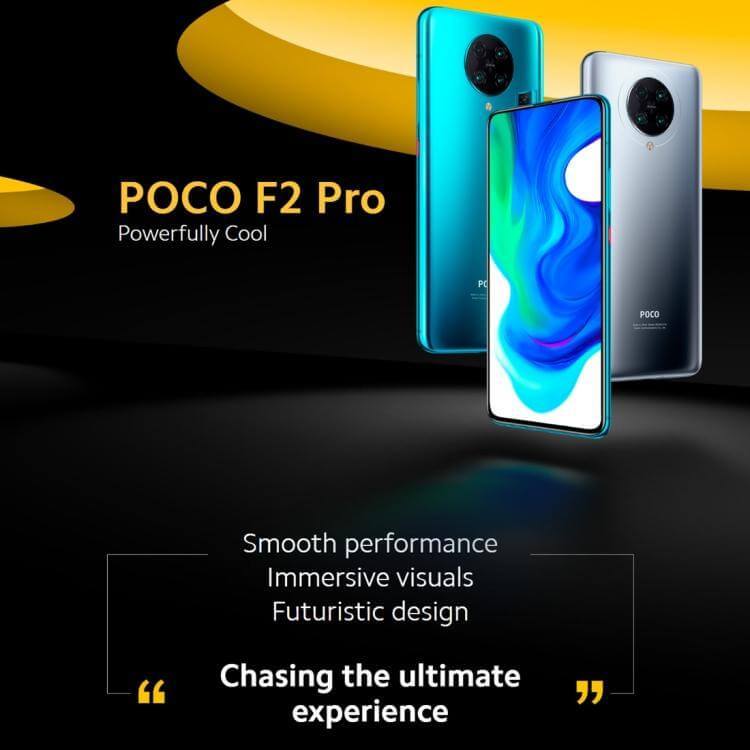 POCO F2 Pro
Powerfully Cool
POCO
Smooth performance
Immersive visuals
Futuristic design
Chasing the ultimate
“ experience ”